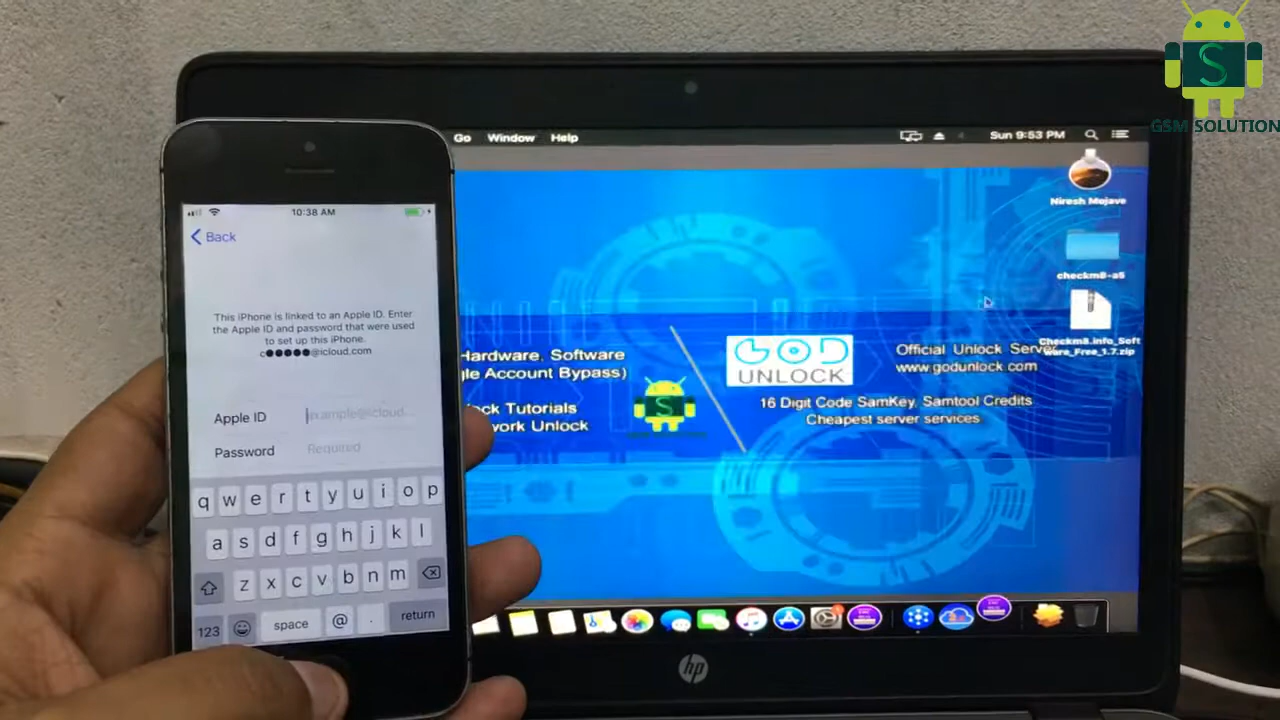 S
GSM SOLUTION
Go Window Help
Sun 9:53 PM
Niresh Mojave
checkm8-a5
Checkm8.info_Soft
ware_Free_1.7.zip
10:38 AM
Back
This iPhone is linked to an Apple ID. Enter
the Apple ID and password that were used
to set up this iPhone.
c●●●●●@icloud.com
Apple ID example@icloud...
Password Required
q w e r t y u i o p
a s d f g h j k l
z x c v b n m
123 space @ . return
Hardware, Software
gle Account Bypass)
ock Tutorials
work Unlock
S
GOD
UNLOCK
Official Unlock Server
www.godunlock.com
16 Digit Code SamKey, Samtool Credits
Cheapest server services
hp